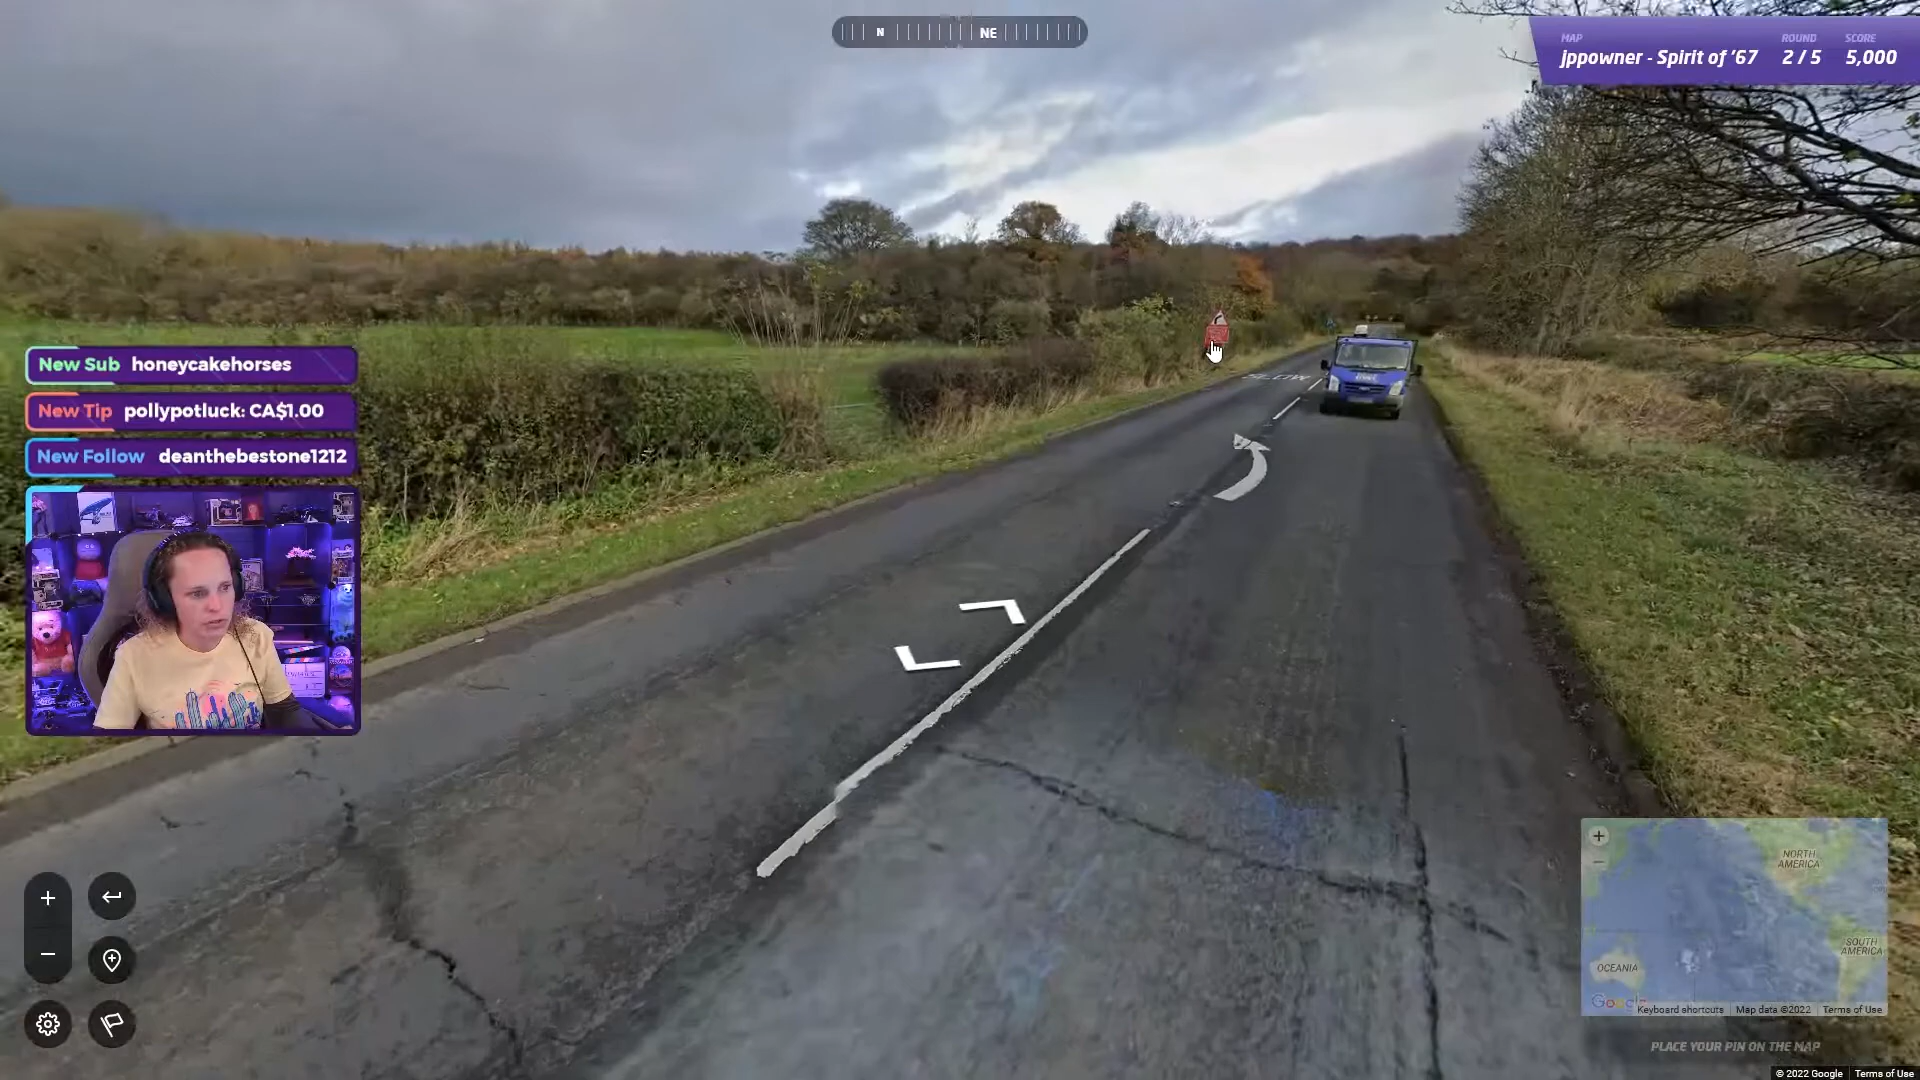 N
NE
MAP
ROUND
SCORE
jppowner - Spirit of '67
2 / 5
5,000
New Sub honeycakehorses
New Tip pollypotluck: CA$1.00
New Follow deanthebestone1212
SLOW
NORTH
AMERICA
SOUTH
AMERICA
OCEANIA
Google
Keyboard shortcuts
Map data ©2022
Terms of Use
PLACE YOUR PIN ON THE MAP
© 2022 Google
Terms of Use